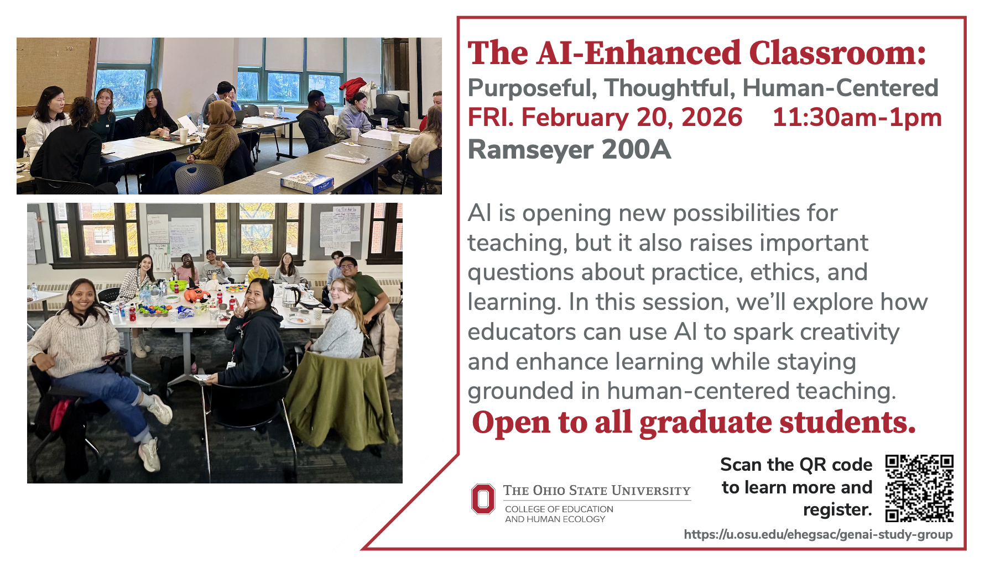 The AI-Enhanced Classroom:
Purposeful, Thoughtful, Human-Centered
FRI. February 20, 2026 11:30am-1pm
Ramseyer 200A
AI is opening new possibilities for
teaching, but it also raises important
questions about practice, ethics, and
learning. In this session, we’ll explore how
educators can use AI to spark creativity
and enhance learning while staying
grounded in human-centered teaching.
Open to all graduate students.
Scan the QR code
to learn more and
register.
THE OHIO STATE UNIVERSITY
COLLEGE OF EDUCATION
AND HUMAN ECOLOGY
https://u.osu.edu/ehegsac/genai-study-group
LEHIGH